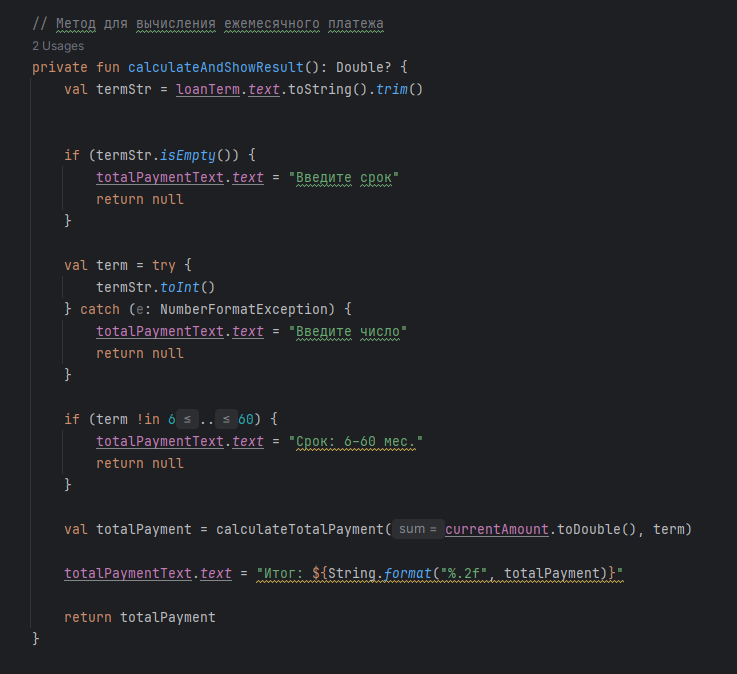 // Метод для вычисления ежемесячного платежа
2 Usages
private fun calculateAndShowResult(): Double? {
    val termStr = loanTerm.text.toString().trim()
    if (termStr.isEmpty()) {
        totalPaymentText.text = "Введите срок"
        return null
    }
    val term = try {
        termStr.toInt()
    } catch (e: NumberFormatException) {
        totalPaymentText.text = "Введите число"
        return null
    }
    if (term !in 6 ≤ .. ≤ 60) {
        totalPaymentText.text = "Срок: 6–60 мес."
        return null
    }
    val totalPayment = calculateTotalPayment( sum = currentAmount.toDouble(), term)
    totalPaymentText.text = "Итог: ${String.format("%.2f", totalPayment)}"
    return totalPayment
}